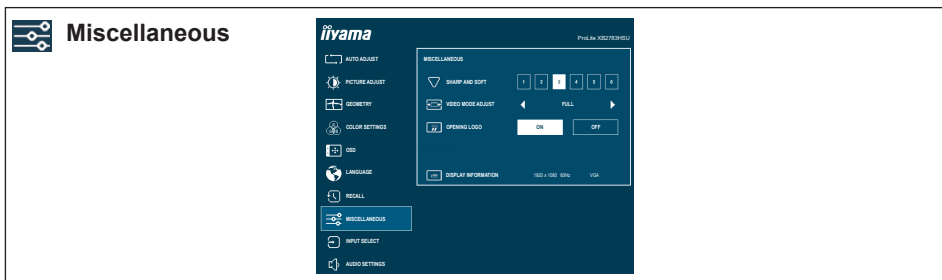 Miscellaneous
iiyama
ProLite XB2783HSU
AUTO ADJUST
PICTURE ADJUST
GEOMETRY
COLOR SETTINGS
OSD
LANGUAGE
RECALL
MISCELLANEOUS
INPUT SELECT
AUDIO SETTINGS
MISCELLANEOUS
SHARP AND SOFT 1 2 3 4 5 6
VIDEO MODE ADJUST FULL
OPENING LOGO ON OFF
DISPLAY INFORMATION 1920 x 1080 60Hz VGA